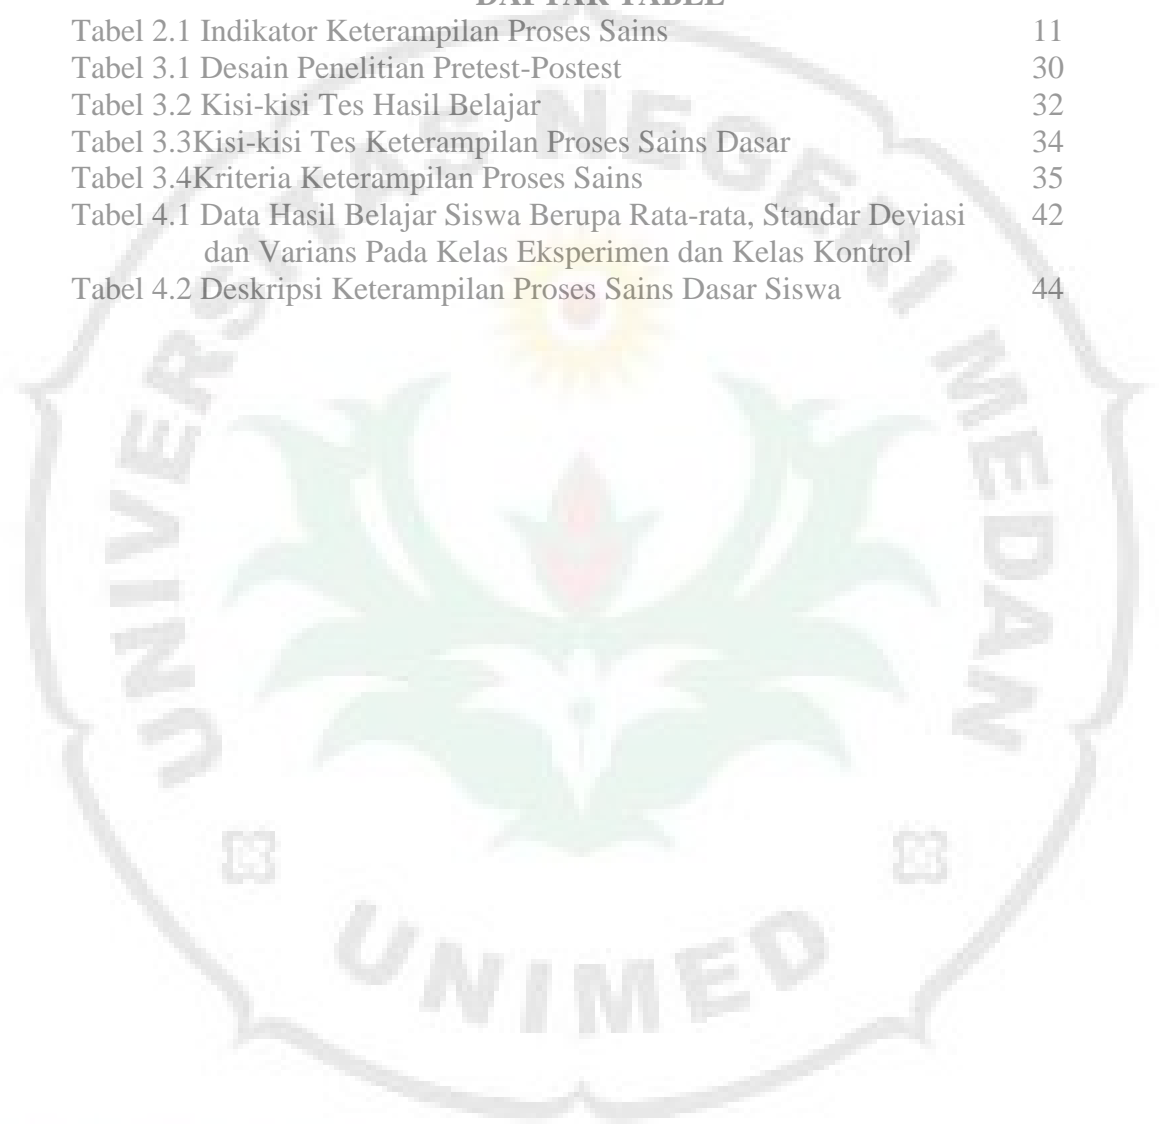 DAFTAR TABEL
Tabel 2.1 Indikator Keterampilan Proses Sains 11
Tabel 3.1 Desain Penelitian Pretest-Postest 30
Tabel 3.2 Kisi-kisi Tes Hasil Belajar 32
Tabel 3.3Kisi-kisi Tes Keterampilan Proses Sains Dasar 34
Tabel 3.4Kriteria Keterampilan Proses Sains 35
Tabel 4.1 Data Hasil Belajar Siswa Berupa Rata-rata, Standar Deviasi 42
dan Varians Pada Kelas Eksperimen dan Kelas Kontrol
Tabel 4.2 Deskripsi Keterampilan Proses Sains Dasar Siswa 44
UNIVERSITAS NEGERI MEDAN
UNIMED